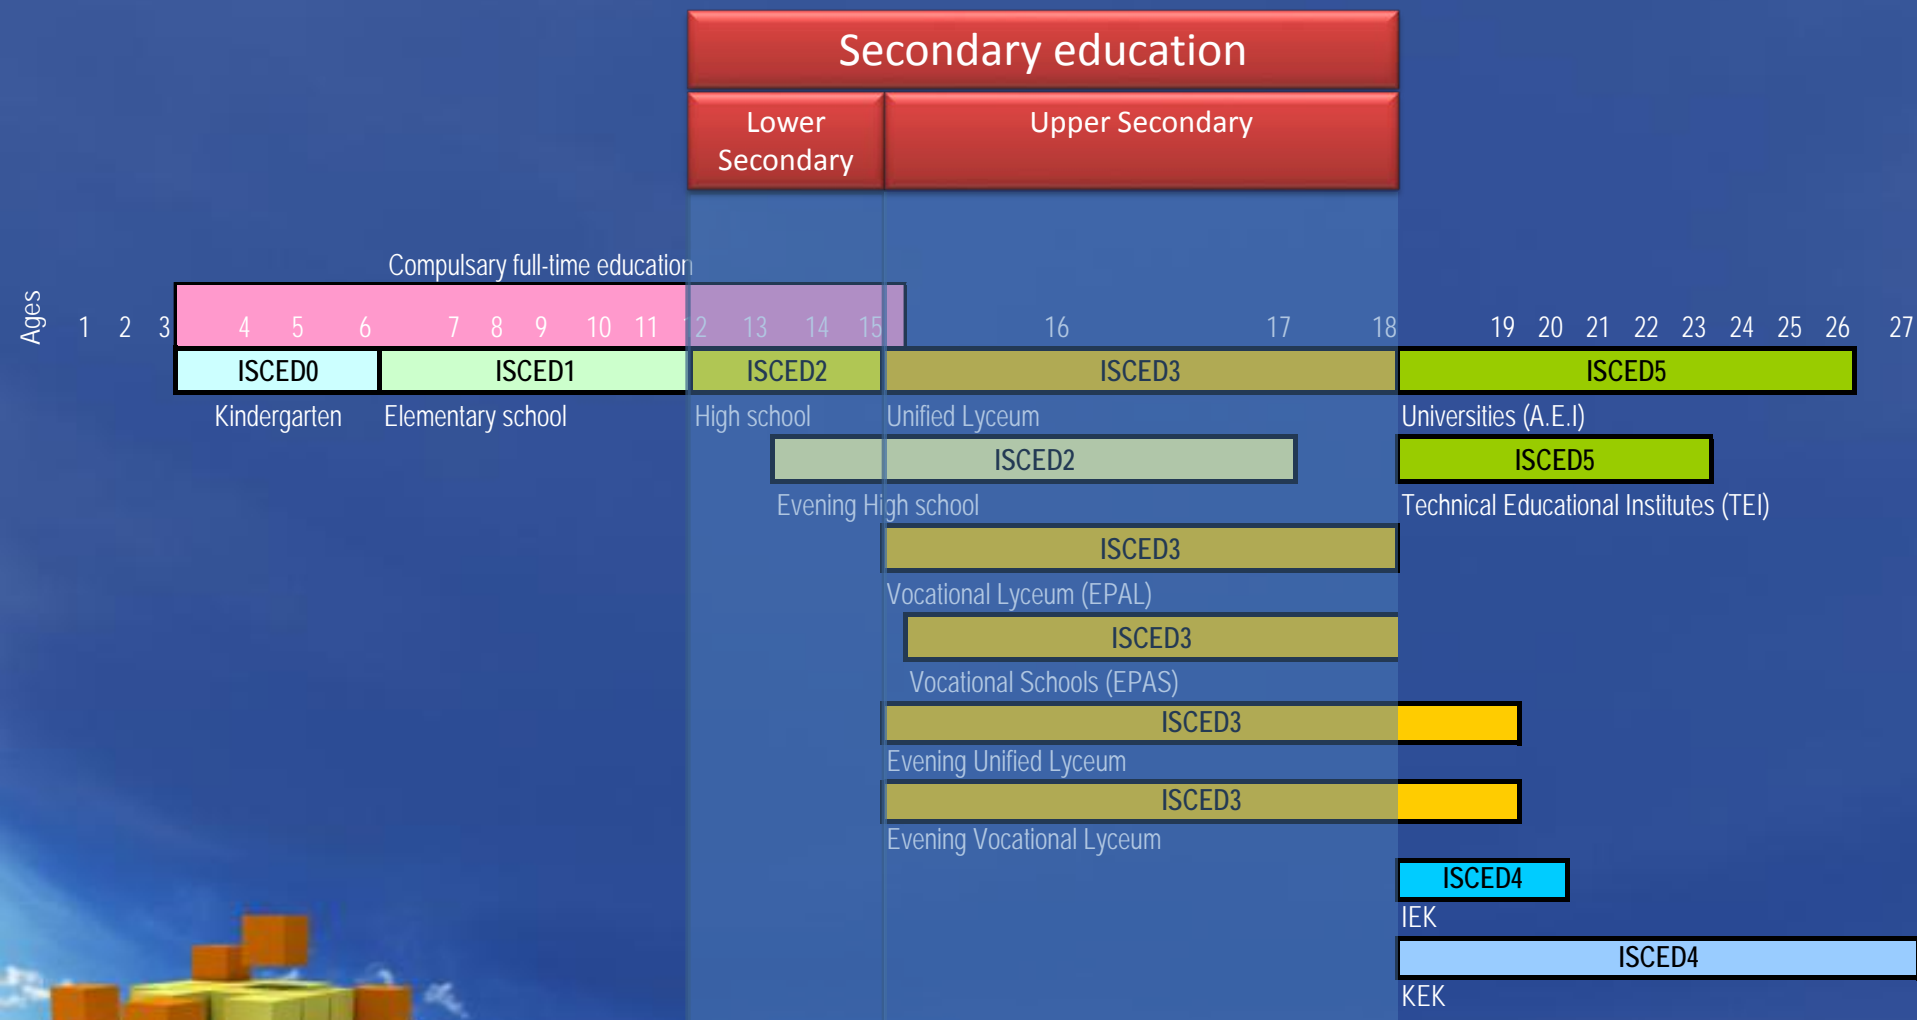 Secondary education
Lower
Secondary
Upper Secondary
Compulsary full-time education
Ages 1 2 3 4 5 6 7 8 9 10 11 12 13 14 15 16 17 18 19 20 21 22 23 24 25 26 27
ISCED0 ISCED1 ISCED2 ISCED3 ISCED5
Kindergarten Elementary school High school Unified Lyceum Universities (A.E.I)
ISCED2 ISCED5
Evening High school Technical Educational Institutes (TEI)
ISCED3
Vocational Lyceum (EPAL)
ISCED3
Vocational Schools (EPAS)
ISCED3
Evening Unified Lyceum
ISCED3
Evening Vocational Lyceum
ISCED4
IEK
ISCED4
KEK